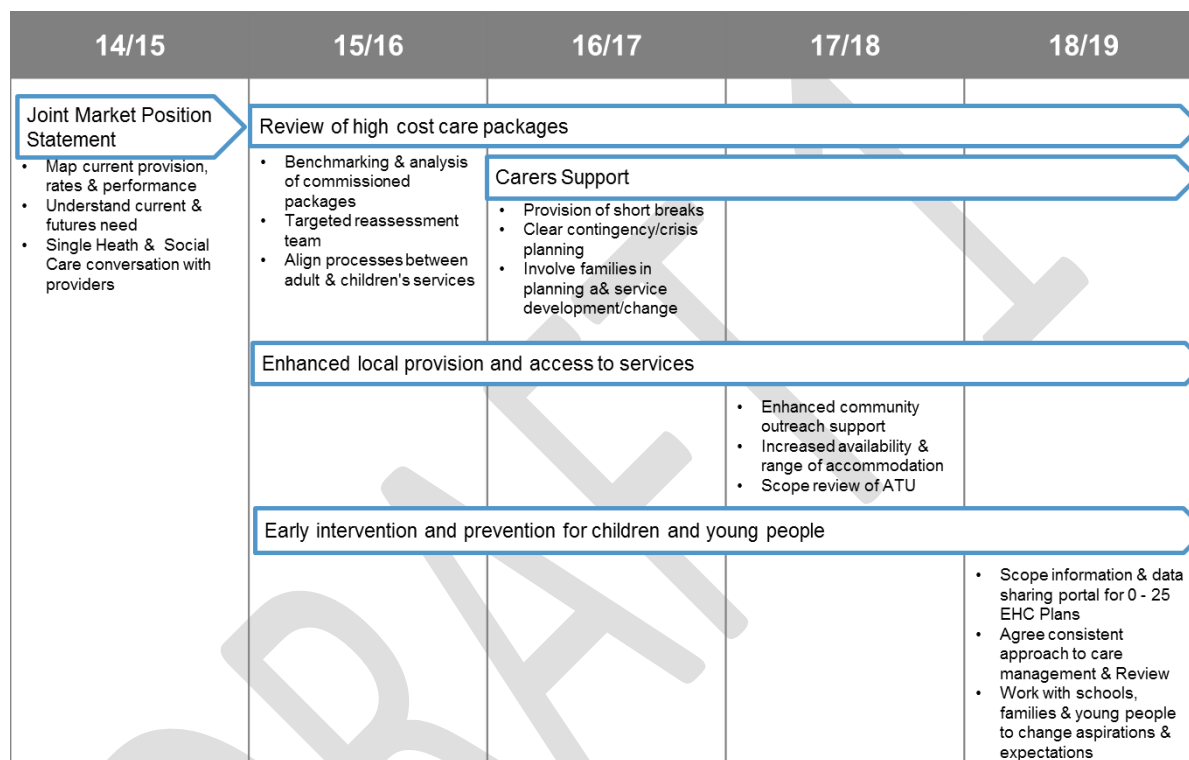 14/15
15/16
16/17
17/18
18/19
Joint Market Position
Statement
• Map current provision,
rates & performance
• Understand current &
futures need
• Single Heath & Social
Care conversation with
providers
Review of high cost care packages
• Benchmarking & analysis
of commissioned
packages
• Targeted reassessment
team
• Align processes between
adult & children's services
Carers Support
• Provision of short breaks
• Clear contingency/crisis
planning
• Involve families in
planning a& service
development/change
Enhanced local provision and access to services
• Enhanced community
outreach support
• Increased availability &
range of accommodation
• Scope review of ATU
Early intervention and prevention for children and young people
• Scope information & data
sharing portal for 0 - 25
EHC Plans
• Agree consistent
approach to care
management & Review
• Work with schools,
families & young people
to change aspirations &
expectations
DRAFT 1